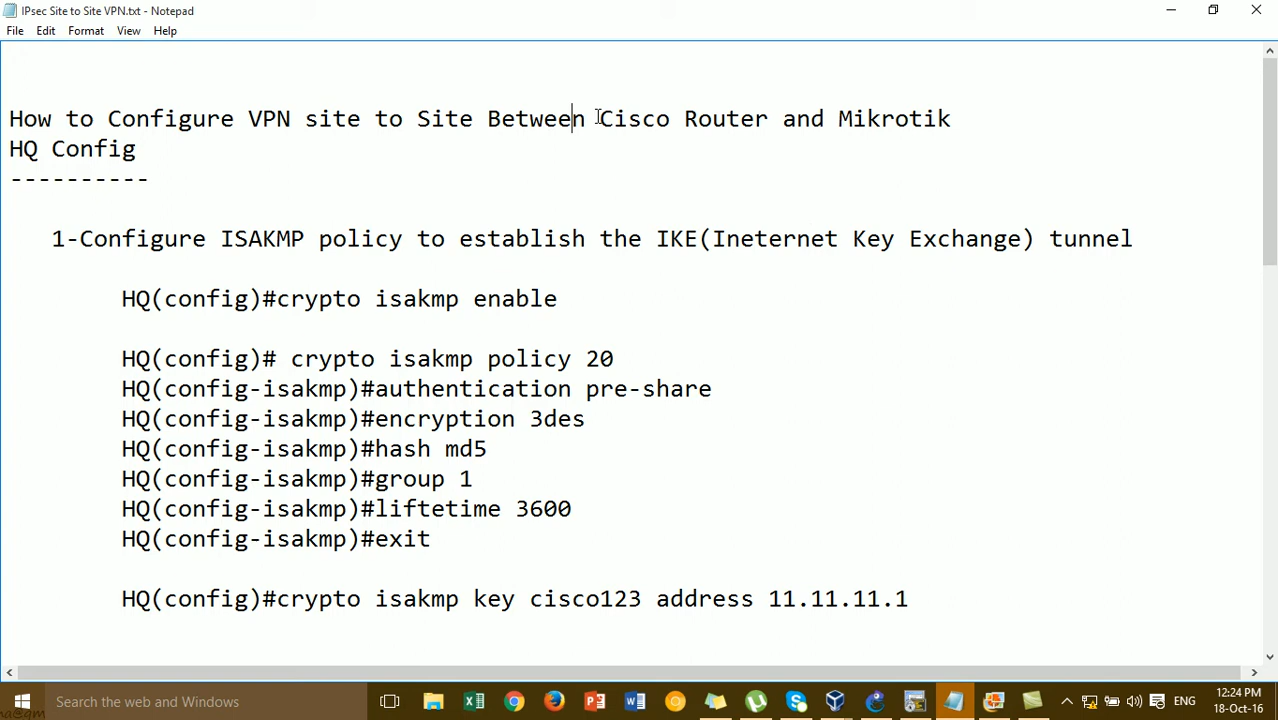 IPsec Site to Site VPN.txt - Notepad
File Edit Format View Help
How to Configure VPN site to Site Between Cisco Router and Mikrotik
HQ Config
----------
1-Configure ISAKMP policy to establish the IKE(Ineternet Key Exchange) tunnel
HQ(config)#crypto isakmp enable
HQ(config)# crypto isakmp policy 20
HQ(config-isakmp)#authentication pre-share
HQ(config-isakmp)#encryption 3des
HQ(config-isakmp)#hash md5
HQ(config-isakmp)#group 1
HQ(config-isakmp)#liftetime 3600
HQ(config-isakmp)#exit
HQ(config)#crypto isakmp key cisco123 address 11.11.11.1
Search the web and Windows
ENG
12:24 PM
18-Oct-16